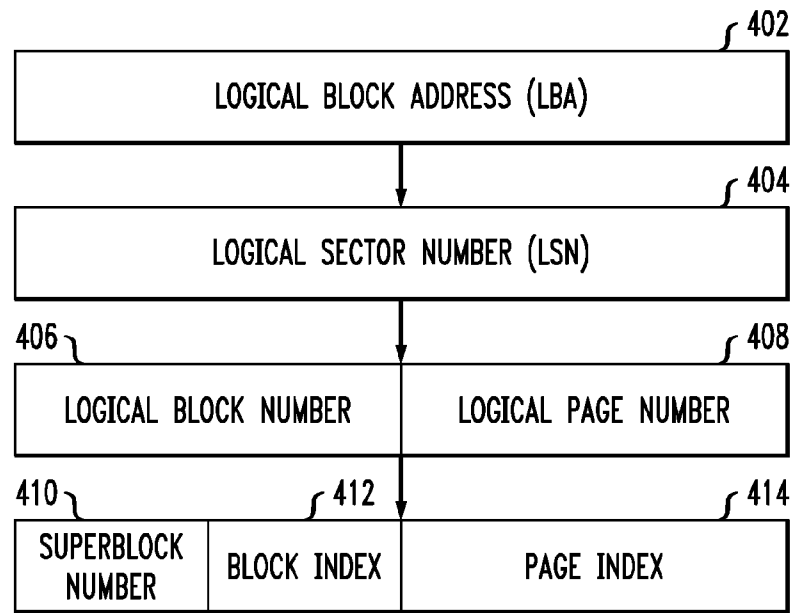 402
LOGICAL BLOCK ADDRESS (LBA)
404
LOGICAL SECTOR NUMBER (LSN)
406 408
LOGICAL BLOCK NUMBER LOGICAL PAGE NUMBER
410 412 414
SUPERBLOCK
NUMBER BLOCK INDEX PAGE INDEX